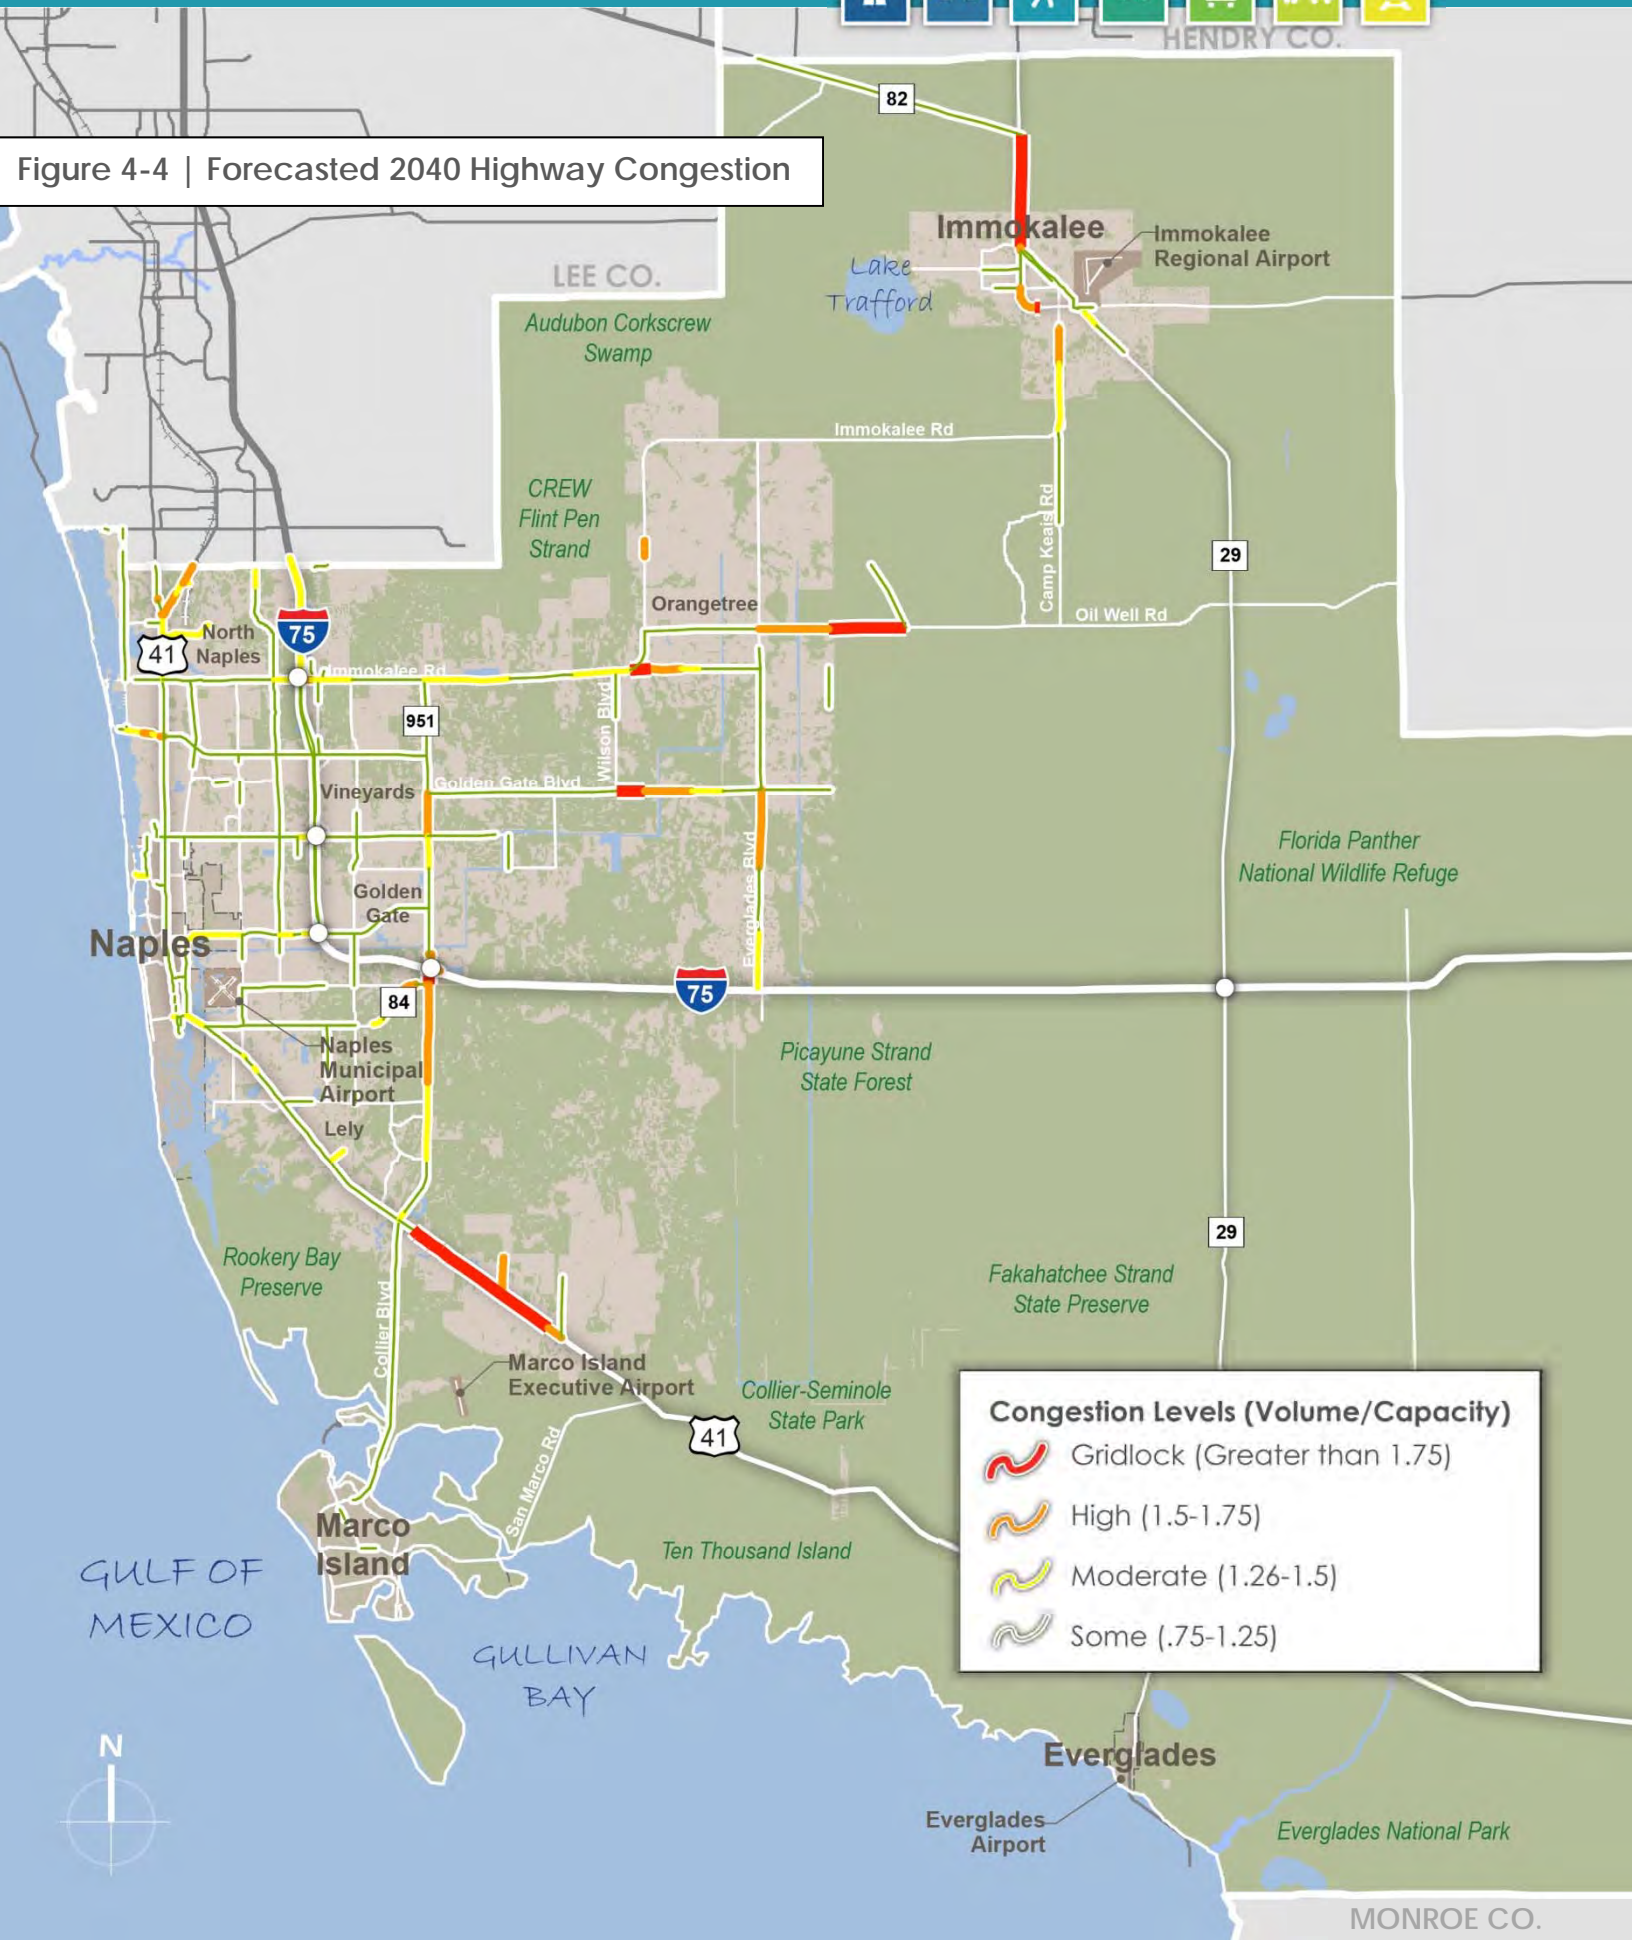 HENDRY CO.
82
Figure 4-4 | Forecasted 2040 Highway Congestion
Immokalee
Immokalee
Regional Airport
LEE CO.
Lake
Trafford
Audubon Corkscrew
Swamp
Immokalee Rd
CREW
Flint Pen
Strand
Camp Keais Rd
29
Orangetree
Oil Well Rd
North
Naples
41
75
Immokalee Rd
951
Wilson Blvd
Golden Gate Blvd
Vineyards
Everglades Blvd
Florida Panther
National Wildlife Refuge
Golden
Gate
Naples
84
75
Naples
Municipal
Airport
Picayune Strand
State Forest
Lely
29
Rookery Bay
Preserve
Collier Blvd
Fakahatchee Strand
State Preserve
Marco Island
Executive Airport
Collier-Seminole
State Park
41
San Marco Rd
Congestion Levels (Volume/Capacity)
Gridlock (Greater than 1.75)
High (1.5-1.75)
Moderate (1.26-1.5)
Some (.75-1.25)
Marco
Island
Ten Thousand Island
GULF OF
MEXICO
GULLIVAN
BAY
N
Everglades
Everglades
Airport
Everglades National Park
MONROE CO.